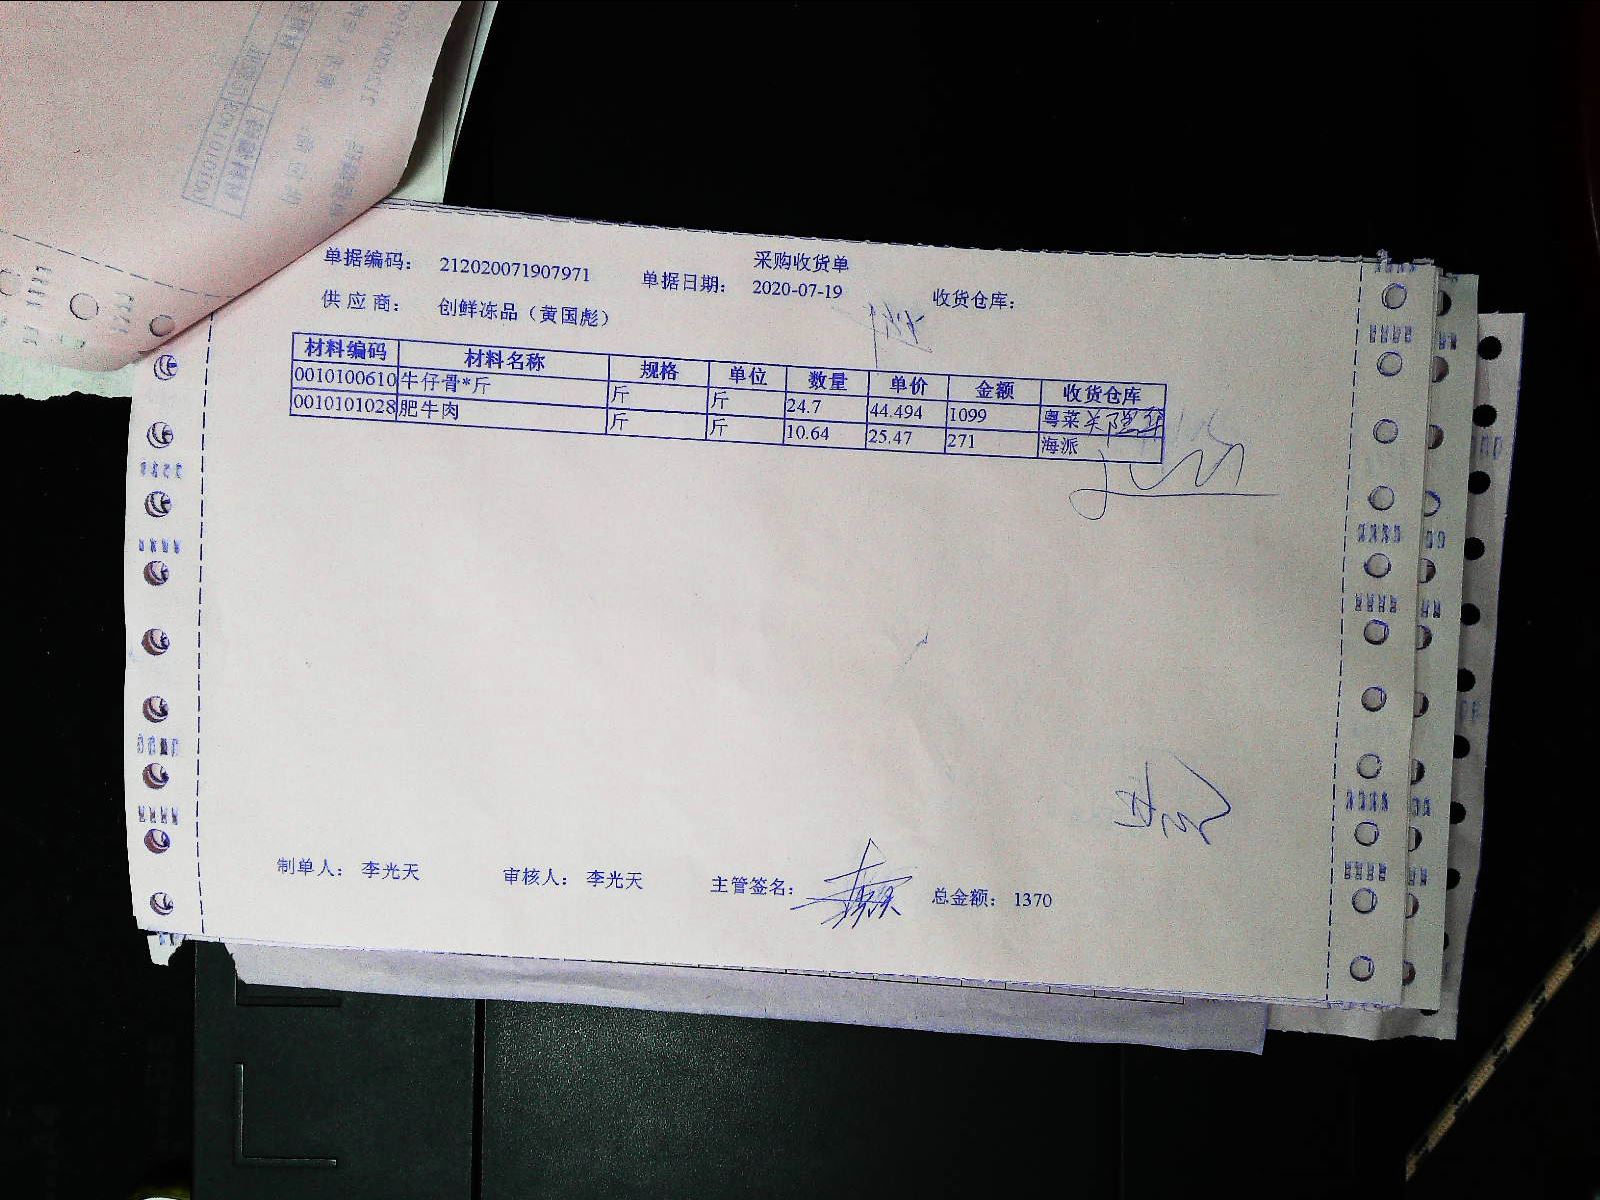 采购收货单
单据编码： 212020071907971 单据日期： 2020-07-19 收货仓库：
供 应 商： 创鲜冻品（黄国彪）
材料编码 材料名称 规格 单位 数量 单价 金额 收货仓库
0010100610 牛仔骨*斤 斤 斤 24.7 44.494 1099 粤菜
0010101028 肥牛肉 斤 斤 10.64 25.47 271 海派
制单人： 李光天 审核人： 李光天 主管签名： 总金额： 1370